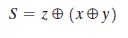 S = z ⊕ (x ⊕ y)